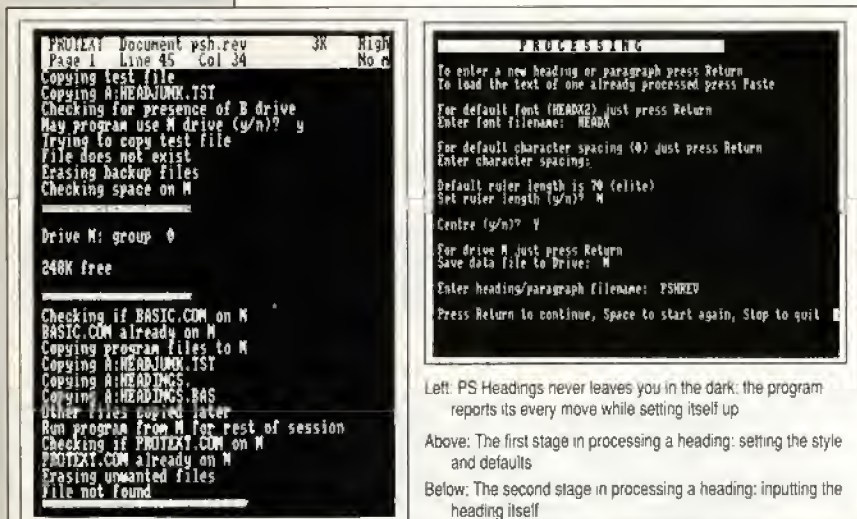 PROTEXT Document psh.rev 3K Righ
Page 1 Line 45 Col 34 No
Copying test file
Copying A:HEADJUNK.TST
Checking for presence of B drive
May program use M drive (y/n)? y
Trying to copy test file
File does not exist
Erasing backup files
Checking space on M
Drive M: group 0
248K free
Checking if BASIC.COM on M
BASIC.COM already on M
Copying program files to M
Copying A:HEADJUNK.TST
Copying A:HEADINGS.
Copying A:HEADINGS.BAS
Other files copied later
Run program from M for rest of session
Checking if PROTEXT.COM on M
PROTEXT.COM already on M
Erasing unwanted files
File not found
PROCESSING
To enter a new heading or paragraph press Return
To load the text of one already processed press Paste
For default font (HEADX2) just press Return
Enter font filename: HEADX
For default character spacing (0) just press Return
Enter character spacing:
Default ruler length is 70 (elite)
Set ruler length (y/n)? N
Centre (y/n)? Y
For drive M just press Return
Save data file to Drive: M
Enter heading/paragraph filename: PSHREV
Press Return to continue, Space to start again, Stop to quit
Left: PS Headings never leaves you in the dark: the program
reports its every move while setting itself up
Above: The first stage in processing a heading: setting the style
and defaults
Below: The second stage in processing a heading: inputting the
heading itself